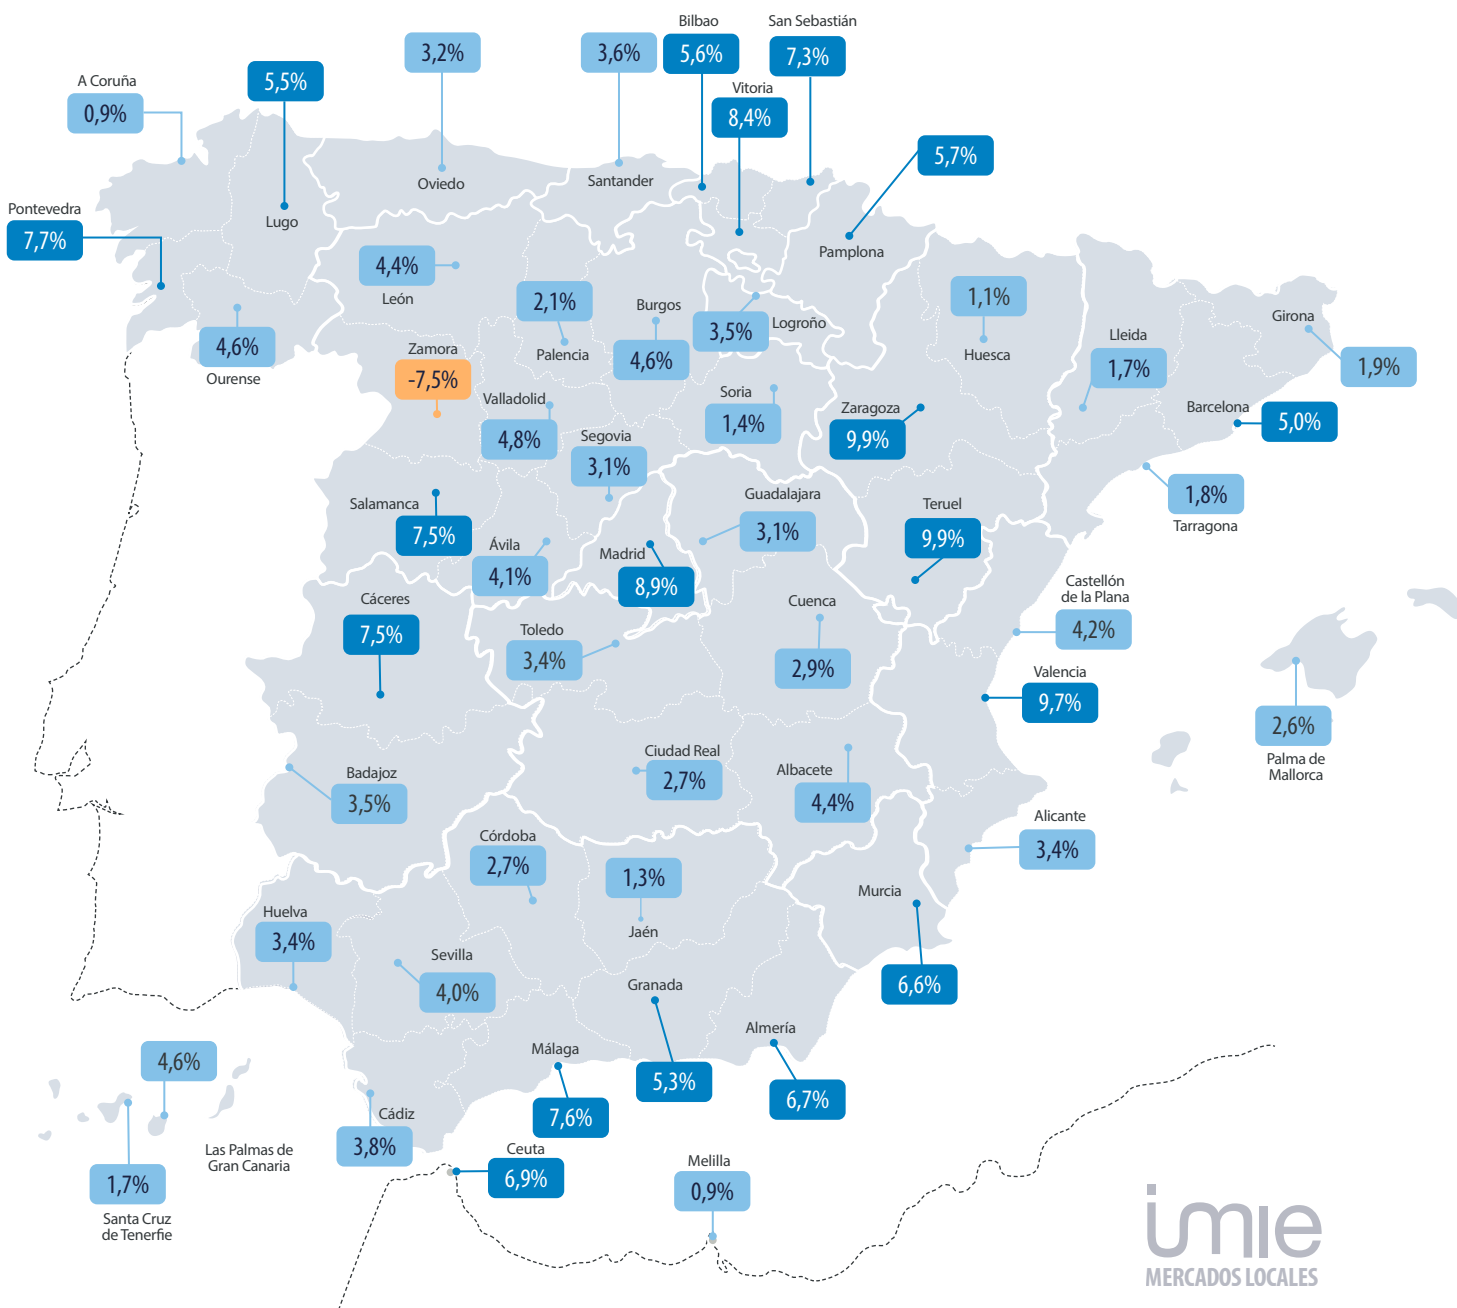 Bilbao
5,6%
San Sebastián
7,3%
3,2%
3,6%
A Coruña
0,9%
5,5%
Vitoria
8,4%
5,7%
Oviedo
Santander
Lugo
Pontevedra
7,7%
Pamplona
4,4%
León
2,1%
Palencia
Burgos
4,6%
3,5%
Logroño
1,1%
Huesca
Girona
1,9%
Lleida
1,7%
4,6%
Ourense
Zamora
-7,5%
Valladolid
4,8%
Soria
1,4%
Zaragoza
9,9%
Barcelona
5,0%
Segovia
3,1%
Salamanca
7,5%
Guadalajara
3,1%
Teruel
9,9%
1,8%
Tarragona
Ávila
4,1%
Madrid
8,9%
Castellón
de la Plana
4,2%
Cáceres
7,5%
Toledo
3,4%
Cuenca
2,9%
Valencia
9,7%
2,6%
Palma de
Mallorca
Badajoz
3,5%
Ciudad Real
2,7%
Albacete
4,4%
Alicante
3,4%
Córdoba
2,7%
1,3%
Jaén
Murcia
6,6%
Huelva
3,4%
Sevilla
4,0%
Granada
5,3%
Almería
6,7%
Málaga
7,6%
4,6%
Las Palmas de
Gran Canaria
Cádiz
3,8%
1,7%
Santa Cruz
de Tenerfie
Ceuta
6,9%
Melilla
0,9%
imie
MERCADOS LOCALES